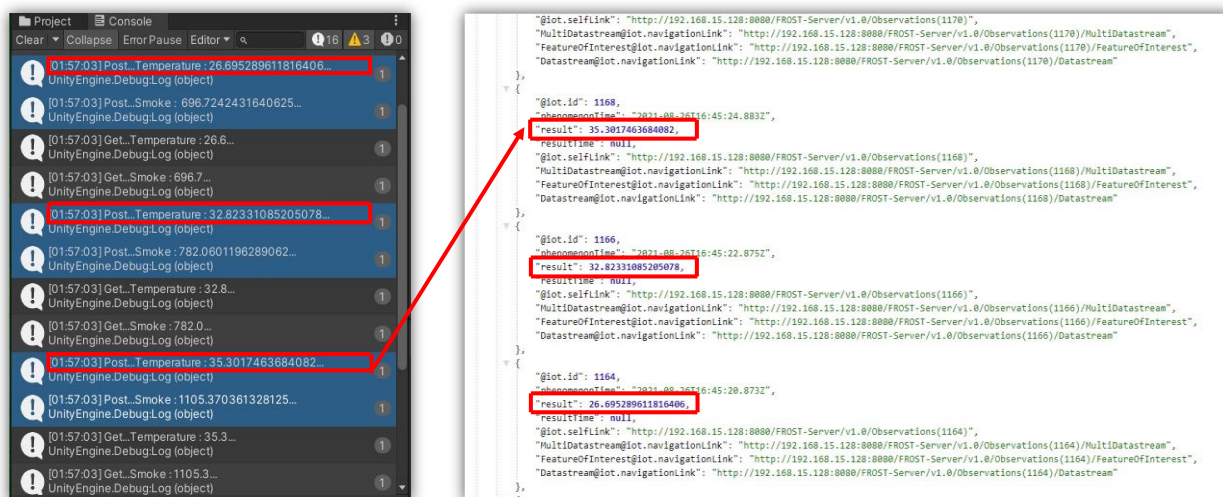 Project Console
Clear Collapse Error Pause Editor 16 3 0
[01:57:03] Post...Temperature : 26.695289611816406...
UnityEngine.Debug:Log (object)
1
[01:57:03] Post...Smoke : 696.7242431640625...
UnityEngine.Debug:Log (object)
1
[01:57:03] Get...Temperature : 26.6...
UnityEngine.Debug:Log (object)
1
[01:57:03] Get...Smoke : 696.7...
UnityEngine.Debug:Log (object)
1
[01:57:03] Post...Temperature : 32.82331085205078...
UnityEngine.Debug:Log (object)
1
[01:57:03] Post...Smoke : 782.0601196289062...
UnityEngine.Debug:Log (object)
1
[01:57:03] Get...Temperature : 32.8...
UnityEngine.Debug:Log (object)
1
[01:57:03] Get...Smoke : 782.0...
UnityEngine.Debug:Log (object)
1
[01:57:03] Post...Temperature : 35.3017463684082...
UnityEngine.Debug:Log (object)
1
[01:57:03] Post...Smoke : 1105.370361328125...
UnityEngine.Debug:Log (object)
1
[01:57:03] Get...Temperature : 35.3...
UnityEngine.Debug:Log (object)
1
[01:57:03] Get...Smoke : 1105.3...
UnityEngine.Debug:Log (object)
1
"@iot.selfLink": "http://192.168.15.128:8080/FROST-Server/v1.0/Observations(1170)",
"MultiDatastream@iot.navigationLink": "http://192.168.15.128:8080/FROST-Server/v1.0/Observations(1170)/MultiDatastream",
"FeatureOfInterest@iot.navigationLink": "http://192.168.15.128:8080/FROST-Server/v1.0/Observations(1170)/FeatureOfInterest",
"Datastream@iot.navigationLink": "http://192.168.15.128:8080/FROST-Server/v1.0/Observations(1170)/Datastream"
},
{
"@iot.id": 1168,
"phenomenonTime": "2021-08-26T16:45:24.883Z",
"result": 35.3017463684082,
"resultTime": null,
"@iot.selfLink": "http://192.168.15.128:8080/FROST-Server/v1.0/Observations(1168)",
"MultiDatastream@iot.navigationLink": "http://192.168.15.128:8080/FROST-Server/v1.0/Observations(1168)/MultiDatastream",
"FeatureOfInterest@iot.navigationLink": "http://192.168.15.128:8080/FROST-Server/v1.0/Observations(1168)/FeatureOfInterest",
"Datastream@iot.navigationLink": "http://192.168.15.128:8080/FROST-Server/v1.0/Observations(1168)/Datastream"
},
{
"@iot.id": 1166,
"phenomenonTime": "2021-08-26T16:45:22.875Z",
"result": 32.82331085205078,
"resultTime": null,
"@iot.selfLink": "http://192.168.15.128:8080/FROST-Server/v1.0/Observations(1166)",
"MultiDatastream@iot.navigationLink": "http://192.168.15.128:8080/FROST-Server/v1.0/Observations(1166)/MultiDatastream",
"FeatureOfInterest@iot.navigationLink": "http://192.168.15.128:8080/FROST-Server/v1.0/Observations(1166)/FeatureOfInterest",
"Datastream@iot.navigationLink": "http://192.168.15.128:8080/FROST-Server/v1.0/Observations(1166)/Datastream"
},
{
"@iot.id": 1164,
"phenomenonTime": "2021-08-26T16:45:20.873Z",
"result": 26.695289611816406,
"resultTime": null,
"@iot.selfLink": "http://192.168.15.128:8080/FROST-Server/v1.0/Observations(1164)",
"MultiDatastream@iot.navigationLink": "http://192.168.15.128:8080/FROST-Server/v1.0/Observations(1164)/MultiDatastream",
"FeatureOfInterest@iot.navigationLink": "http://192.168.15.128:8080/FROST-Server/v1.0/Observations(1164)/FeatureOfInterest",
"Datastream@iot.navigationLink": "http://192.168.15.128:8080/FROST-Server/v1.0/Observations(1164)/Datastream"
},